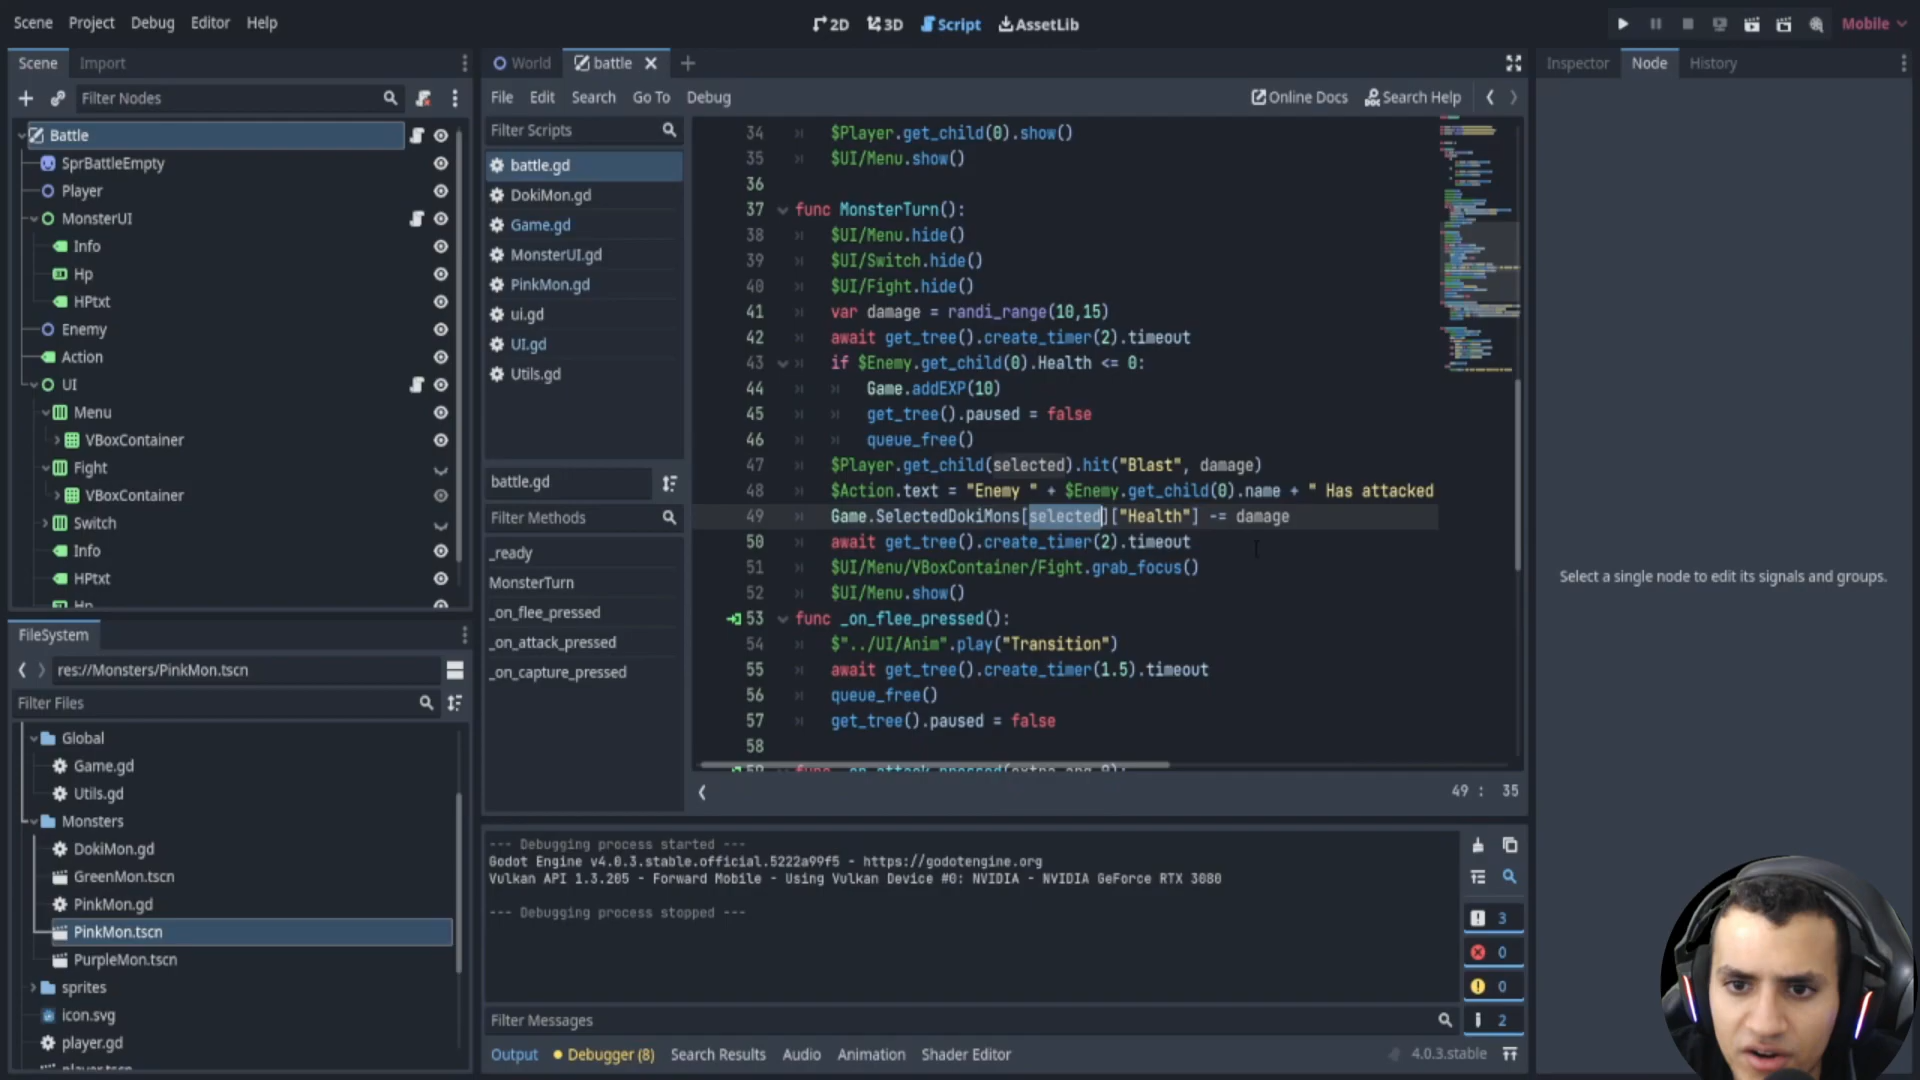 Scene Project Debug Editor Help
2D 3D Script AssetLib
Mobile
Scene Import
Filter Nodes
Battle
SprBattleEmpty
Player
MonsterUI
Info
Hp
HPtxt
Enemy
Action
UI
Menu
VBoxContainer
Fight
VBoxContainer
Switch
Info
HPtxt
Hp
FileSystem
res://Monsters/PinkMon.tscn
Filter Files
Global
Game.gd
Utils.gd
Monsters
DokiMon.gd
GreenMon.tscn
PinkMon.gd
PinkMon.tscn
PurpleMon.tscn
sprites
icon.svg
player.gd
player.tscn
World battle
File Edit Search Go To Debug
Online Docs Search Help
Filter Scripts
battle.gd
DokiMon.gd
Game.gd
MonsterUI.gd
PinkMon.gd
ui.gd
UI.gd
Utils.gd
battle.gd
Filter Methods
_ready
MonsterTurn
_on_flee_pressed
_on_attack_pressed
_on_capture_pressed
34 $Player.get_child(0).show()
35 $UI/Menu.show()
36
37 func MonsterTurn():
38 $UI/Menu.hide()
39 $UI/Switch.hide()
40 $UI/Fight.hide()
41 var damage = randi_range(10,15)
42 await get_tree().create_timer(2).timeout
43 if $Enemy.get_child(0).Health <= 0:
44 Game.addEXP(10)
45 get_tree().paused = false
46 queue_free()
47 $Player.get_child(selected).hit("Blast", damage)
48 $Action.text = "Enemy " + $Enemy.get_child(0).name + " Has attacked
49 Game.SelectedDokiMons[selected]["Health"] -= damage
50 await get_tree().create_timer(2).timeout
51 $UI/Menu/VBoxContainer/Fight.grab_focus()
52 $UI/Menu.show()
53 func _on_flee_pressed():
54 $"../UI/Anim".play("Transition")
55 await get_tree().create_timer(1.5).timeout
56 queue_free()
57 get_tree().paused = false
58
59 func _on_attack_pressed(extra_arg_0):
49 : 35
--- Debugging process started ---
Godot Engine v4.0.3.stable.official.5222a99f5 - https://godotengine.org
Vulkan API 1.3.205 - Forward Mobile - Using Vulkan Device #0: NVIDIA - NVIDIA GeForce RTX 3080
--- Debugging process stopped ---
3
0
0
2
Filter Messages
Output Debugger (8) Search Results Audio Animation Shader Editor
4.0.3.stable
Inspector Node History
Select a single node to edit its signals and groups.